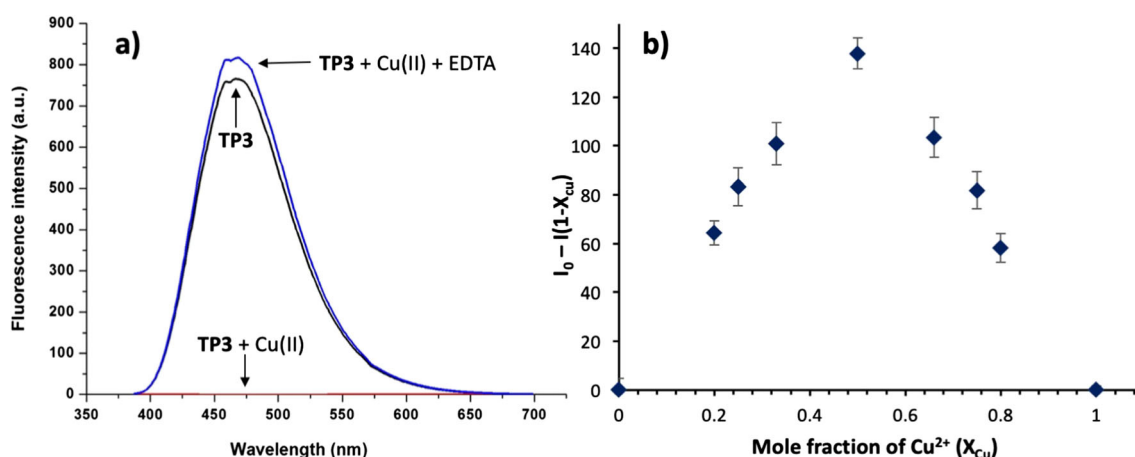 a)
900
800
700
600
500
400
300
200
100
0
Fluorescence intensity (a.u.)
TP3 + Cu(II) + EDTA
TP3
TP3 + Cu(II)
350 400 450 500 550 600 650 700
Wavelength (nm)
b)
140
120
100
80
60
40
20
0
I₀ – I(1-X_cu)
0 0.2 0.4 0.6 0.8 1
Mole fraction of Cu²⁺ (X_Cu)